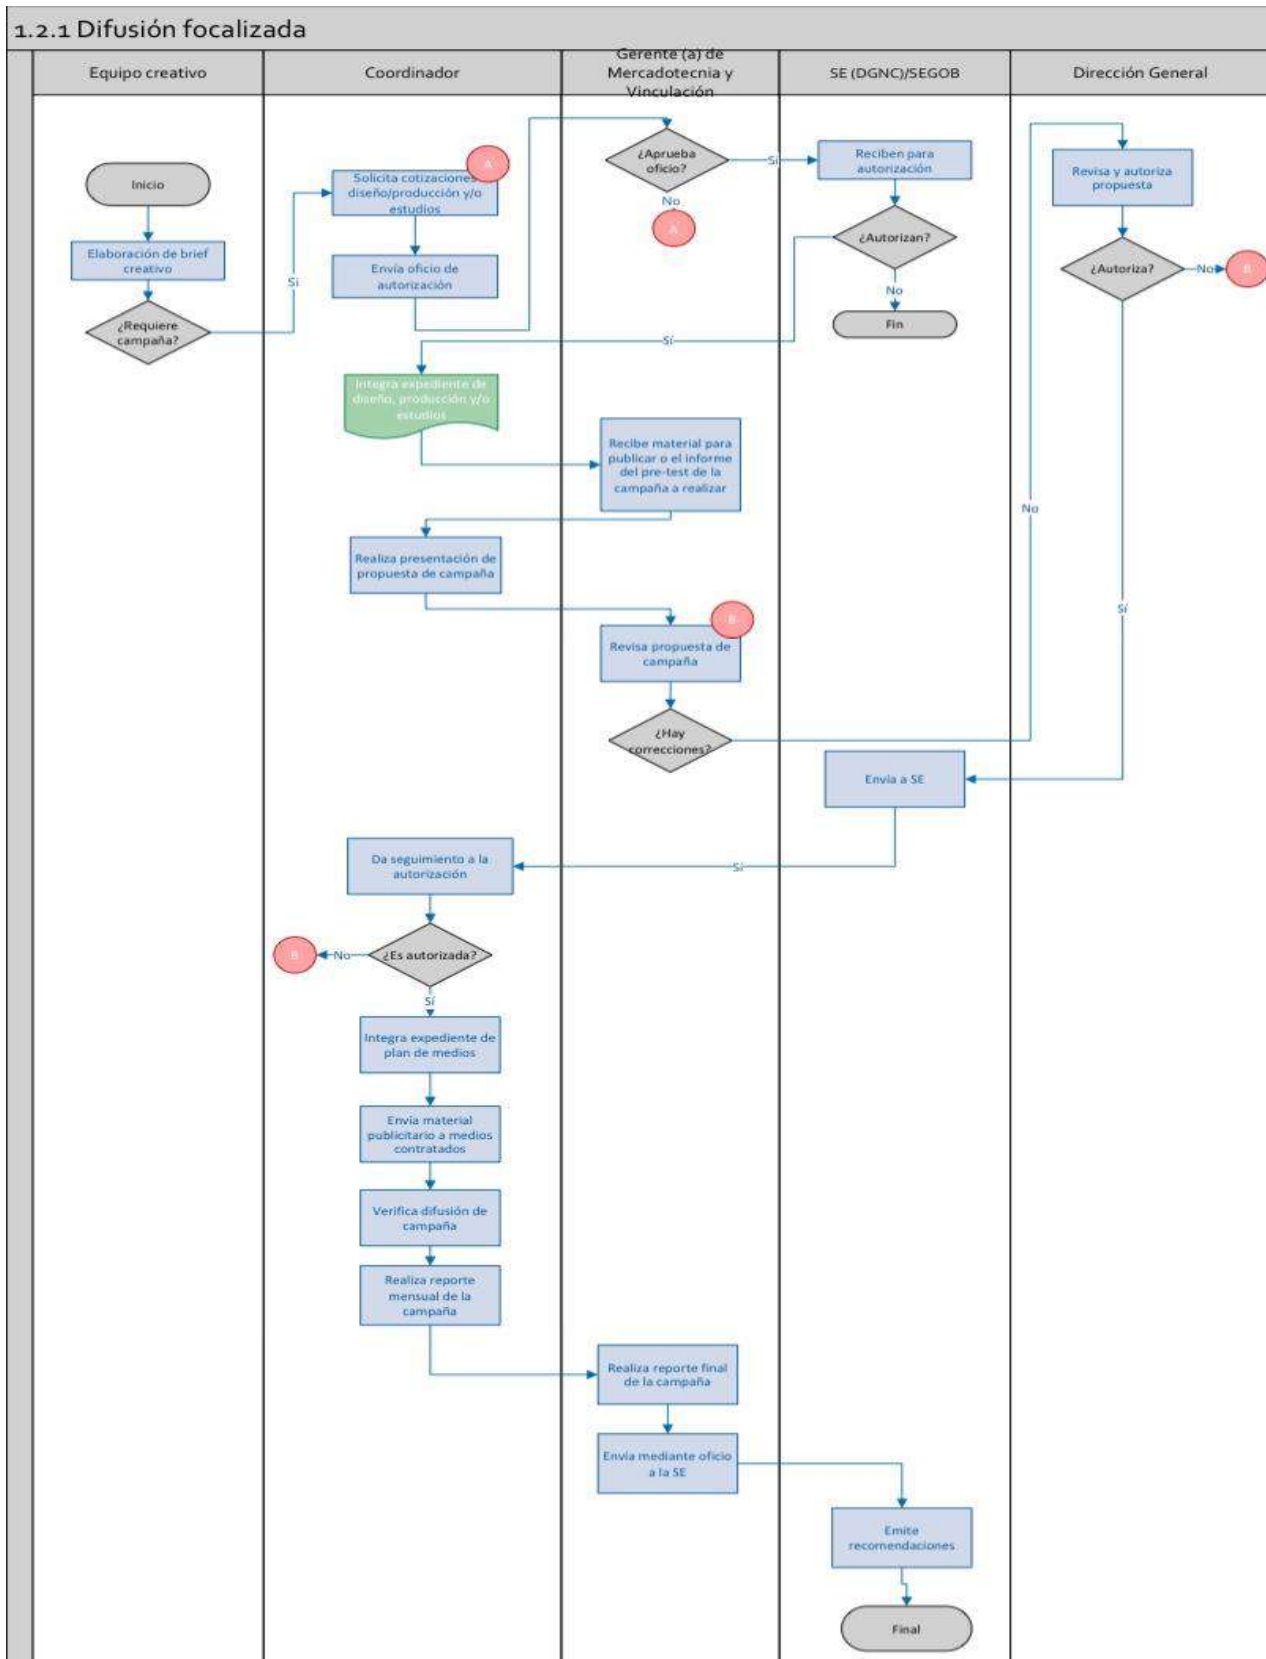 1.2.1 Difusión focalizada
Equipo creativo
Coordinador
Gerente (a) de
Mercadotecnia y
Vinculación
SE (DGNC)/SEGOB
Dirección General
Inicio
Elaboración de brief
creativo
¿Requiere
campaña?
Si
A
Solicita cotizaciones
diseño/producción y/o
estudios
Envía oficio de
autorización
¿Aprueba
oficio?
Si
No
A
Reciben para
autorización
¿Autorizan?
No
Fin
Sí
Revisa y autoriza
propuesta
¿Autoriza?
No
B
Sí
Integra expediente de
diseño, producción y/o
estudios
Recibe material para
publicar o el informe
del pre-test de la
campaña a realizar
Realiza presentación de
propuesta de campaña
B
Revisa propuesta de
campaña
¿Hay
correcciones?
No
Envía a SE
Sí
Da seguimiento a la
autorización
¿Es autorizada?
No
B
Sí
Integra expediente de
plan de medios
Envía material
publicitario a medios
contratados
Verifica difusión de
campaña
Realiza reporte
mensual de la
campaña
Realiza reporte final
de la campaña
Envía mediante oficio
a la SE
Emite
recomendaciones
Final